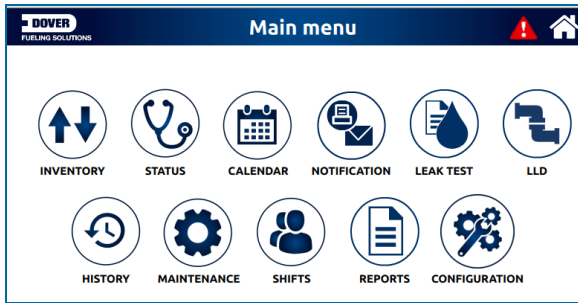 DOVER
FUELING SOLUTIONS
Main menu
INVENTORY STATUS CALENDAR NOTIFICATION LEAK TEST LLD
HISTORY MAINTENANCE SHIFTS REPORTS CONFIGURATION